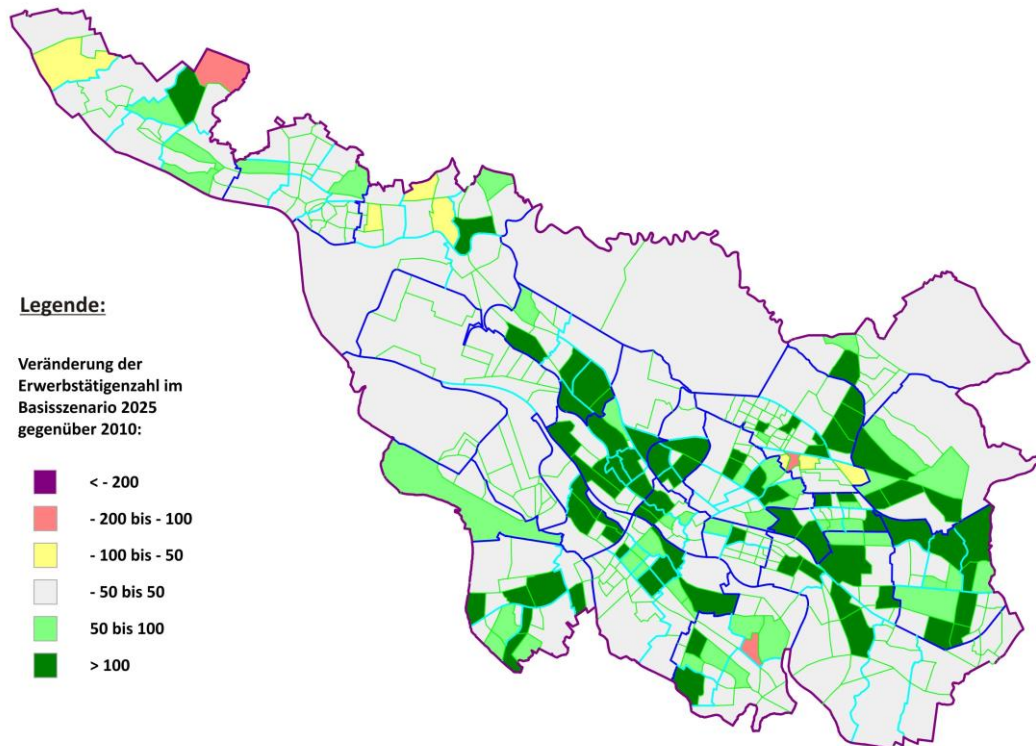 Legende:
Veränderung der
Erwerbstätigenzahl im
Basisszenario 2025
gegenüber 2010:
< - 200
- 200 bis - 100
- 100 bis - 50
- 50 bis 50
50 bis 100
> 100